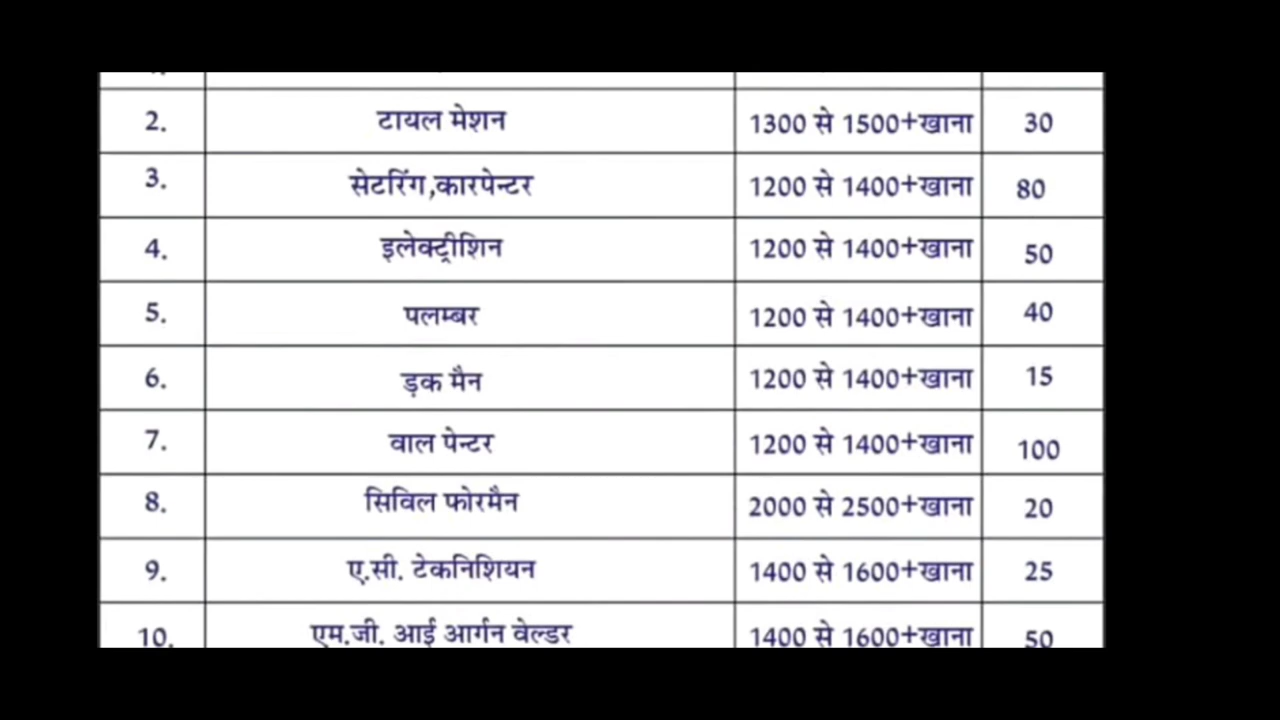 2. टायल मेशन 1300 से 1500+खाना 30
3. सेटरिंग,कारपेन्टर 1200 से 1400+खाना 80
4. इलेक्ट्रीशिन 1200 से 1400+खाना 50
5. पलम्बर 1200 से 1400+खाना 40
6. ड़क मैन 1200 से 1400+खाना 15
7. वाल पेन्टर 1200 से 1400+खाना 100
8. सिविल फोरमैन 2000 से 2500+खाना 20
9. ए.सी. टेकनिशियन 1400 से 1600+खाना 25
10. एम.जी. आई आर्गन वेल्डर 1400 से 1600+खाना 50